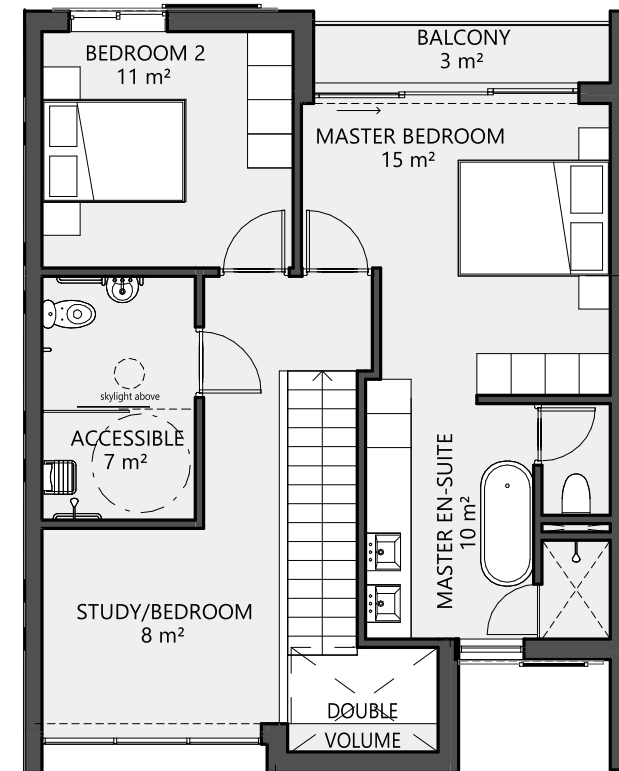 BEDROOM 2
11 m²
BALCONY
3 m²
MASTER BEDROOM
15 m²
skylight above
ACCESSIBLE
7 m²
MASTER EN-SUITE
10 m²
STUDY/BEDROOM
8 m²
DOUBLE
VOLUME